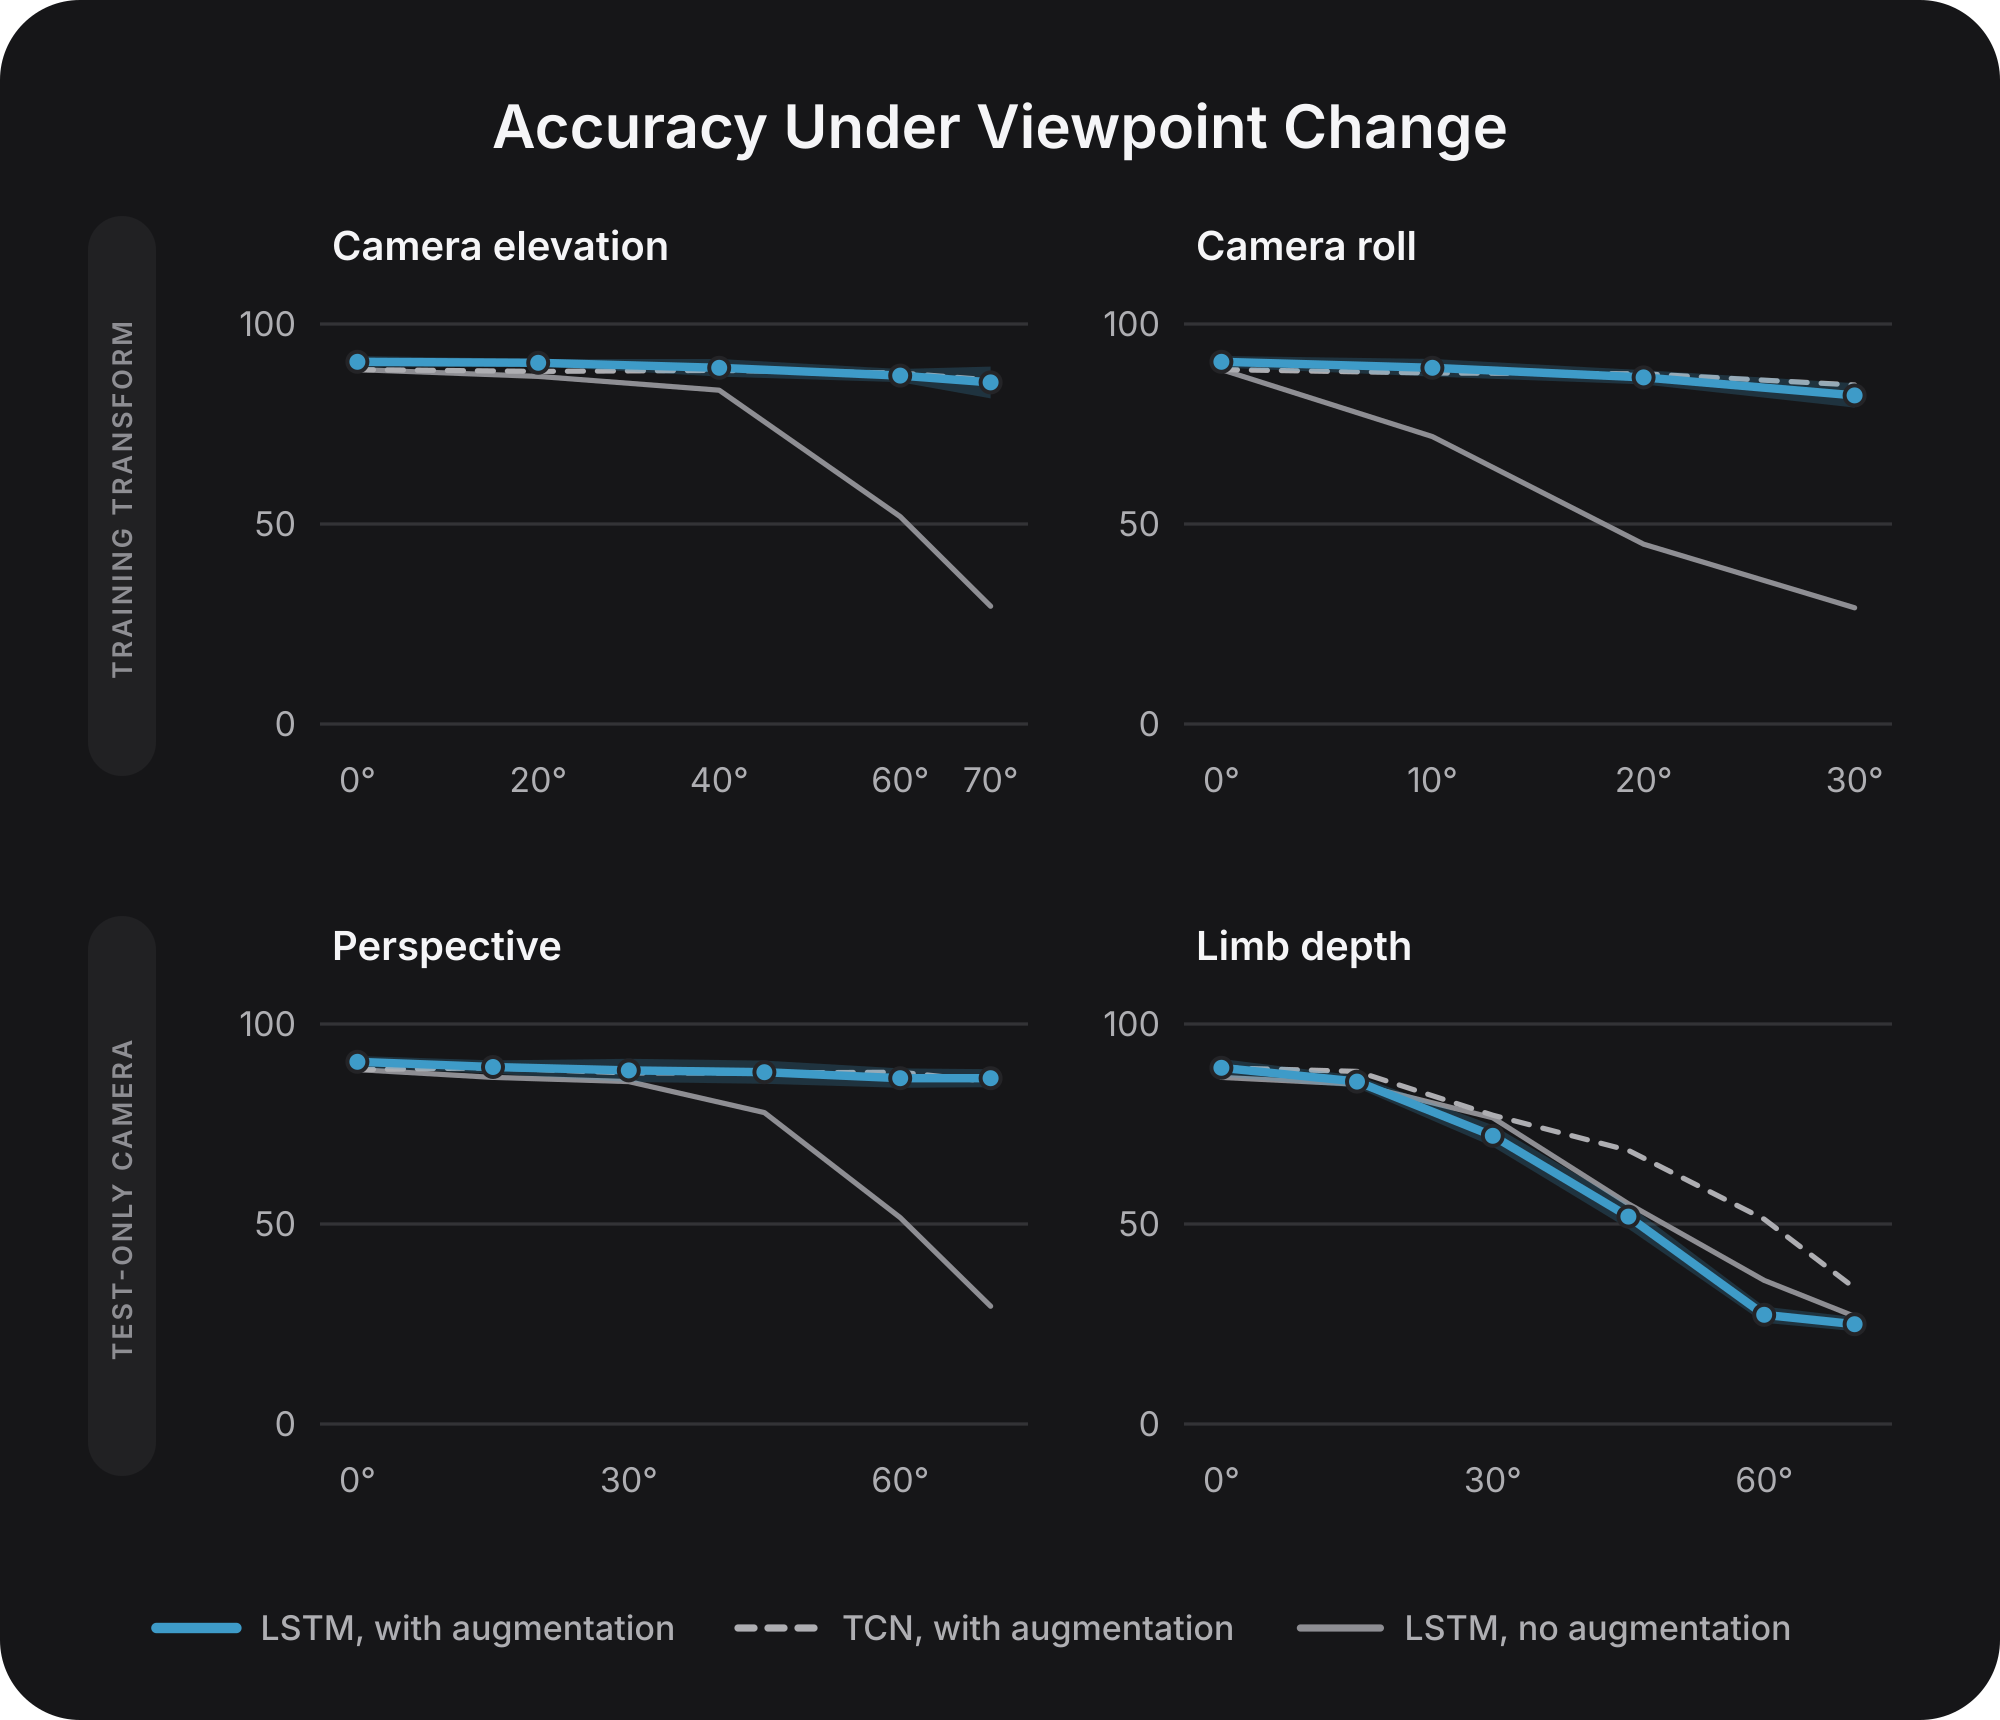 Accuracy Under Viewpoint Change
TRAINING TRANSFORM
Camera elevation
100
50
0
0° 20° 40° 60° 70°
Camera roll
100
50
0
0° 10° 20° 30°
TEST-ONLY CAMERA
Perspective
100
50
0
0° 30° 60°
Limb depth
100
50
0
0° 30° 60°
LSTM, with augmentation
TCN, with augmentation
LSTM, no augmentation